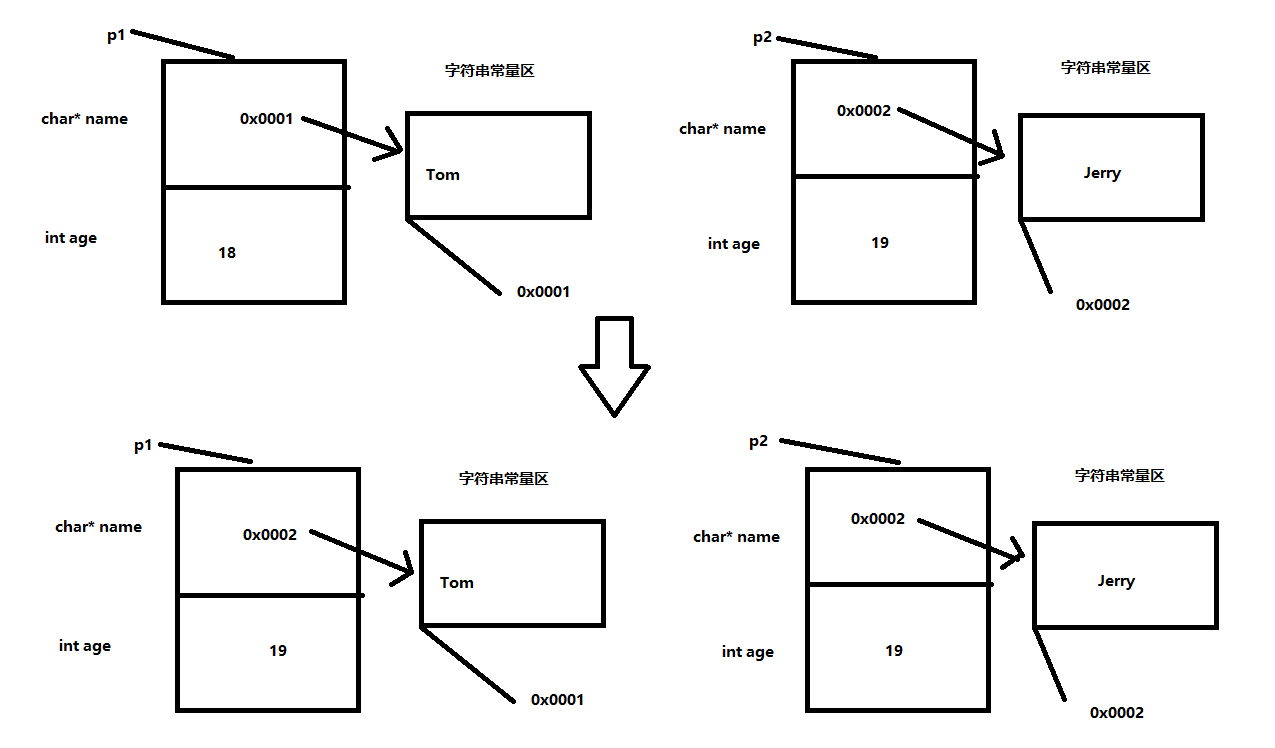 p1
字符串常量区
char* name
0x0001
Tom
int age
18
0x0001
p2
字符串常量区
char* name
0x0002
Jerry
int age
19
0x0002
p1
字符串常量区
char* name
0x0002
Tom
int age
19
0x0001
p2
字符串常量区
char* name
0x0002
Jerry
int age
19
0x0002